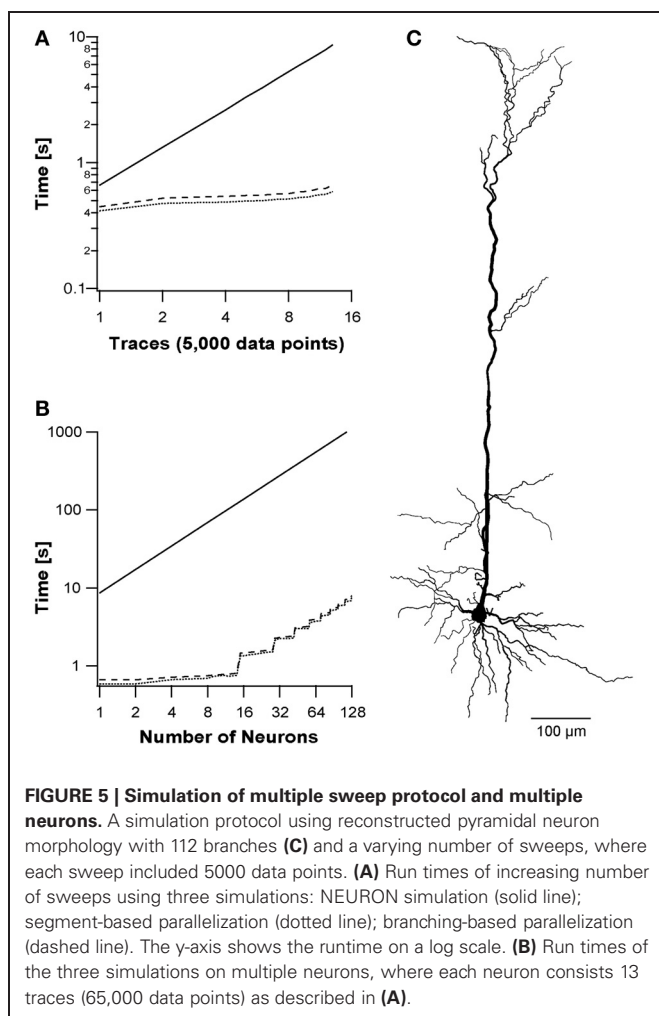 A
10
8
6
4
2
1
8
6
4
2
0.1
Time [s]
1 2 4 8 16
Traces (5,000 data points)
B
1000
100
10
1
Time [s]
1 2 4 8 16 32 64 128
Number of Neurons
C
100 µm
FIGURE 5 | Simulation of multiple sweep protocol and multiple
neurons. A simulation protocol using reconstructed pyramidal neuron
morphology with 112 branches (C) and a varying number of sweeps, where
each sweep included 5000 data points. (A) Run times of increasing number
of sweeps using three simulations: NEURON simulation (solid line);
segment-based parallelization (dotted line); branching-based parallelization
(dashed line). The y-axis shows the runtime on a log scale. (B) Run times of
the three simulations on multiple neurons, where each neuron consists 13
traces (65,000 data points) as described in (A).